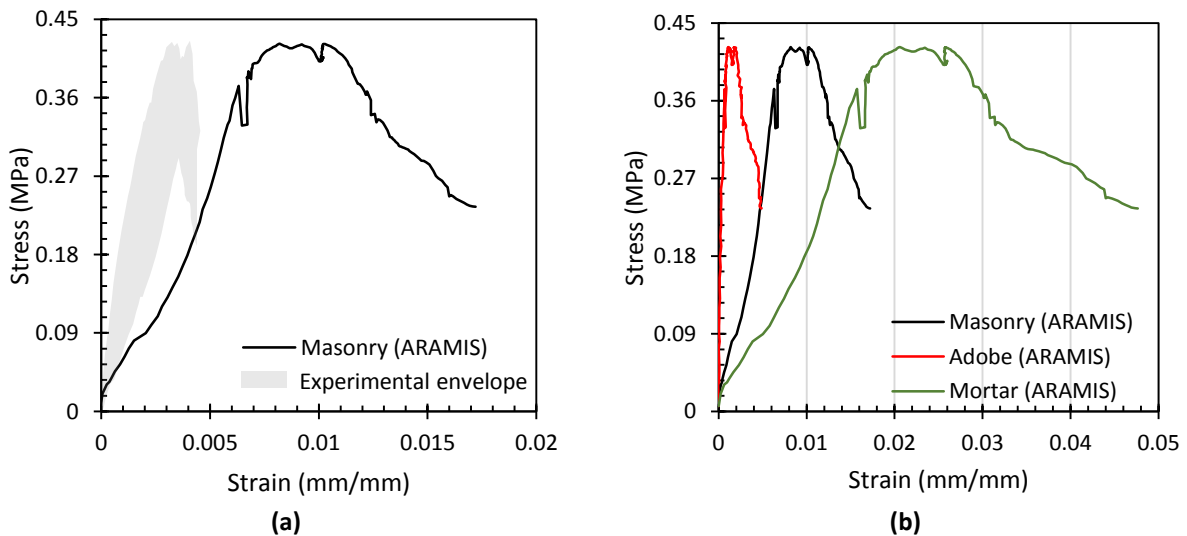 0.45
0.36
0.27
0.18
0.09
0
Stress (MPa)
Masonry (ARAMIS)
Experimental envelope
0 0.005 0.01 0.015 0.02
Strain (mm/mm)
(a)
0.45
0.36
0.27
0.18
0.09
0
Stress (MPa)
Masonry (ARAMIS)
Adobe (ARAMIS)
Mortar (ARAMIS)
0 0.01 0.02 0.03 0.04 0.05
Strain (mm/mm)
(b)